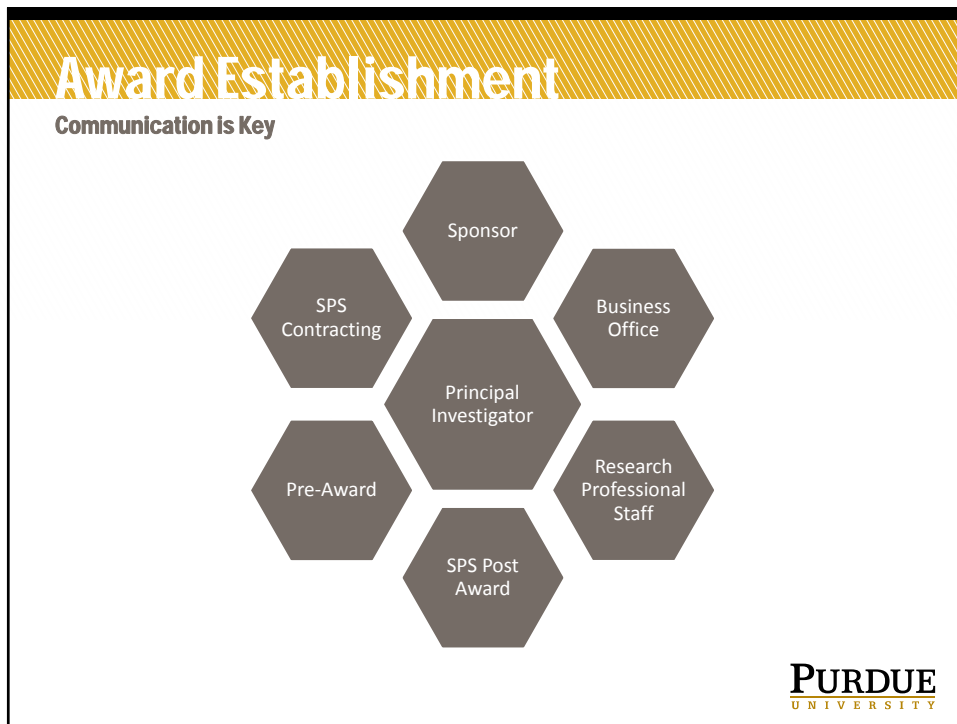 Award Establishment
Communication is Key
Sponsor
SPS
Contracting
Business
Office
Principal
Investigator
Pre-Award
Research
Professional
Staff
SPS Post
Award
PURDUE
UNIVERSITY